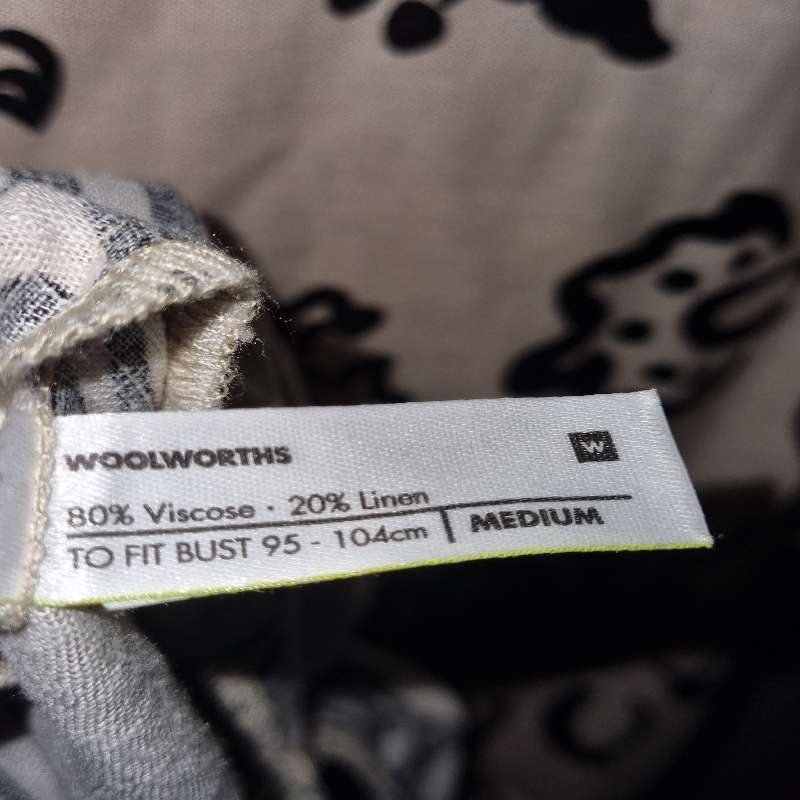 WOOLWORTHS W
80% Viscose · 20% Linen
TO FIT BUST 95 - 104cm | MEDIUM